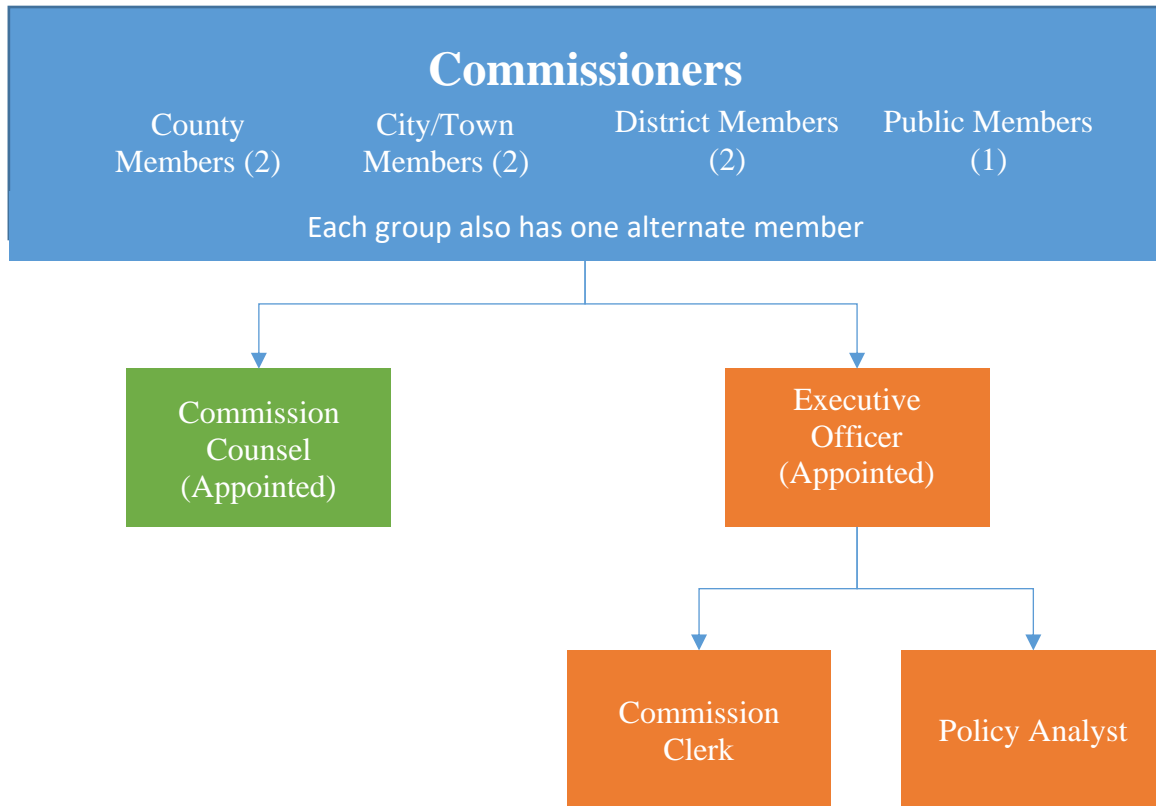 Commissioners
County
Members (2)
City/Town
Members (2)
District Members
(2)
Public Members
(1)
Each group also has one alternate member
Commission
Counsel
(Appointed)
Executive
Officer
(Appointed)
Commission
Clerk
Policy Analyst